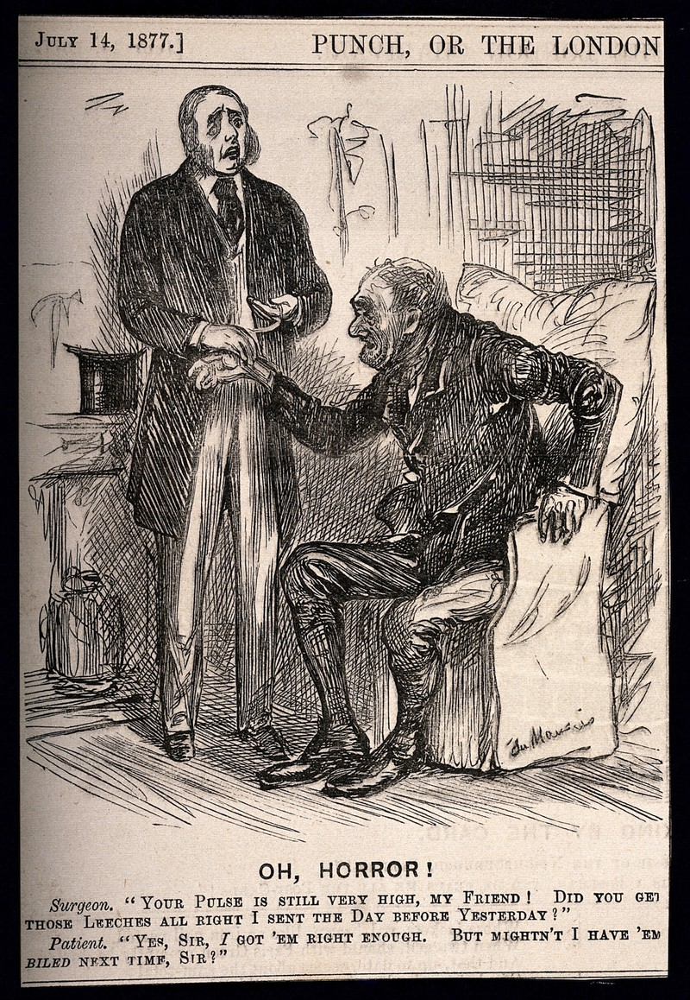 JULY 14, 1877.] PUNCH, OR THE LONDON
du Maurier
OH, HORROR!
Surgeon. "YOUR PULSE IS STILL VERY HIGH, MY FRIEND! DID YOU GET
THOSE LEECHES ALL RIGHT I SENT THE DAY BEFORE YESTERDAY?"
Patient. "YES, SIR, I GOT 'EM RIGHT ENOUGH. BUT MIGHTN'T I HAVE 'EM
BILED NEXT TIME, SIR?"